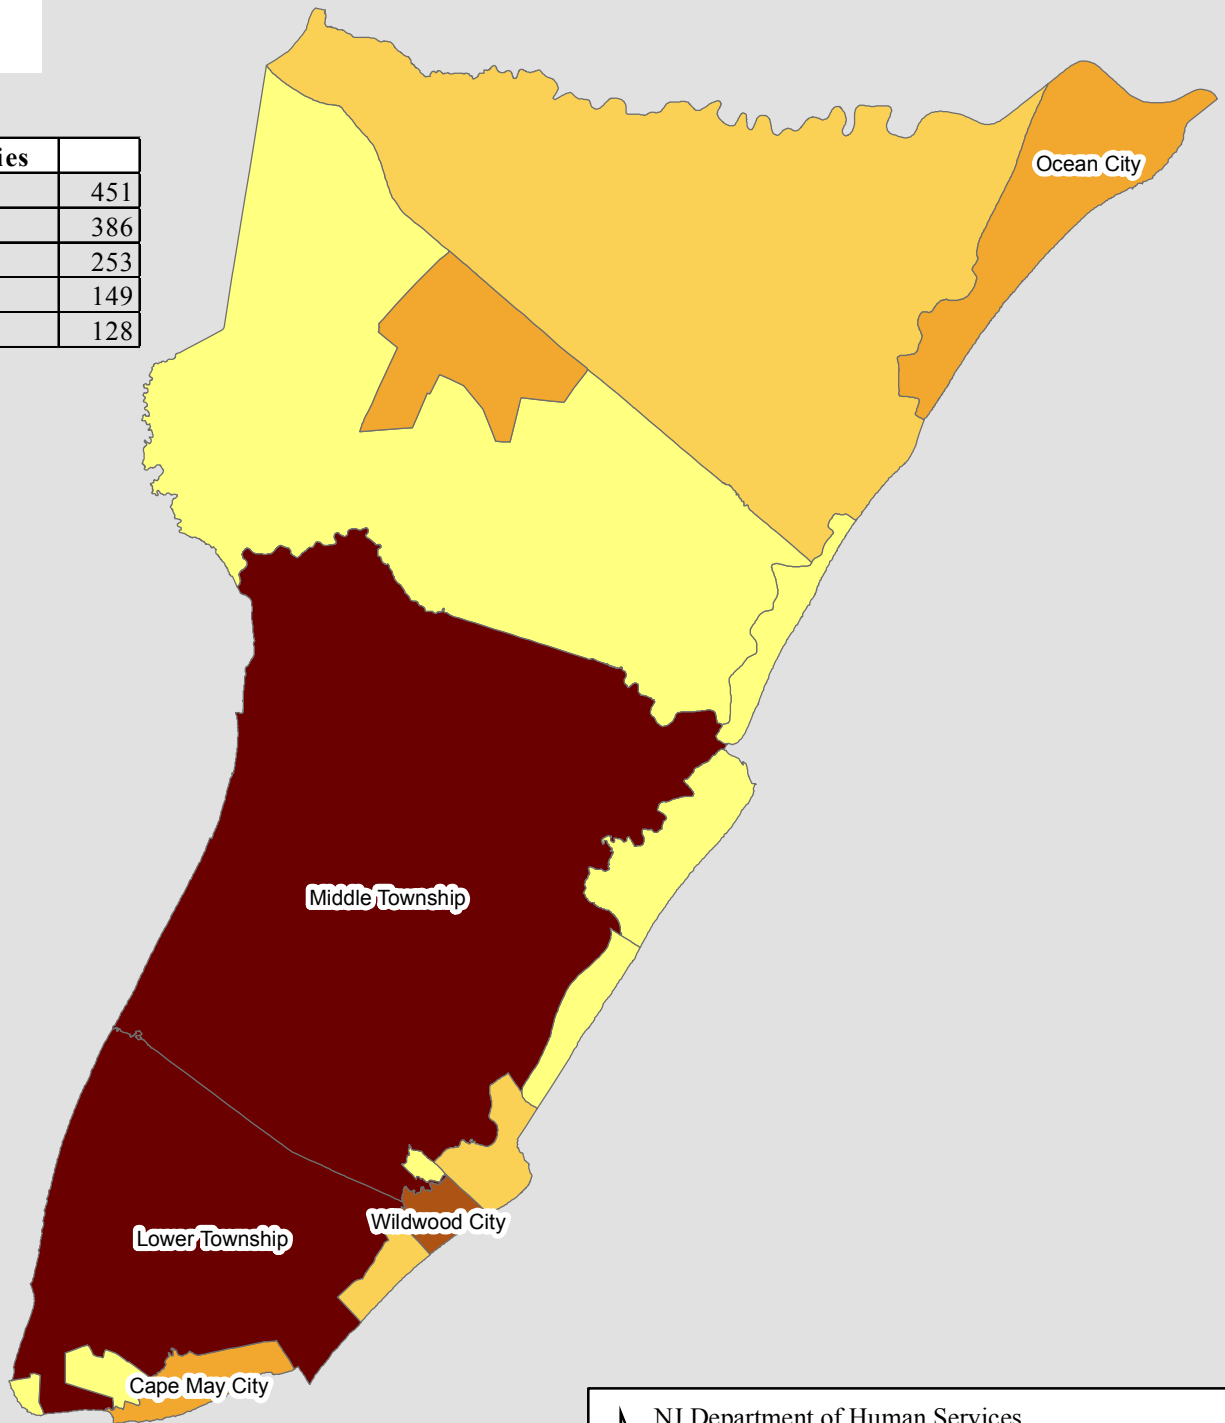 ies
451
386
253
149
128
Ocean City
Middle Township
Wildwood City
Lower Township
Cape May City
NJ Department of Human Services